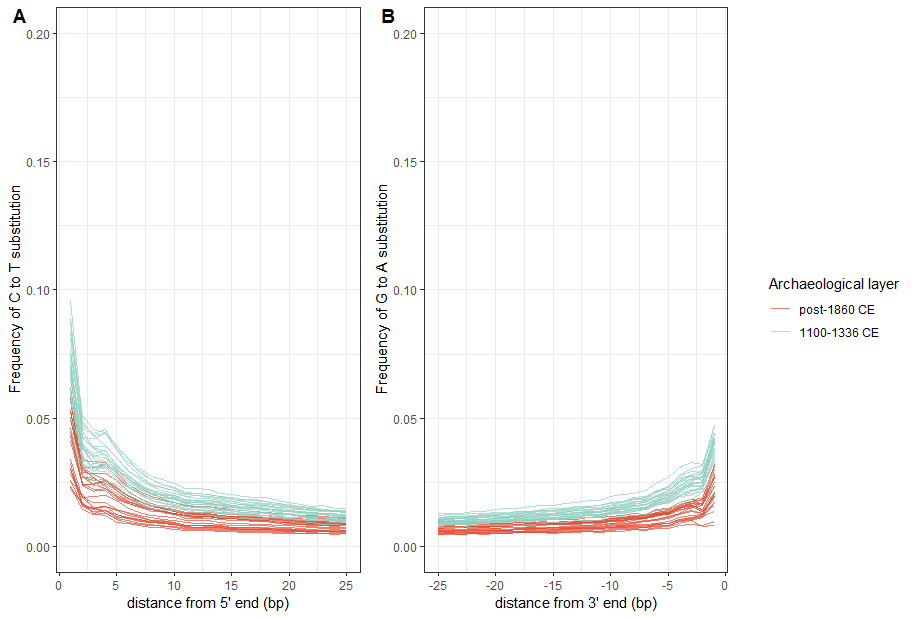 A
Frequency of C to T substitution
0.20
0.15
0.10
0.05
0.00
0
5
10
15
20
25
distance from 5' end (bp)
B
Frequency of G to A substitution
0.20
0.15
0.10
0.05
0.00
-25
-20
-15
-10
-5
0
distance from 3' end (bp)
Archaeological layer
post-1860 CE
1100-1336 CE